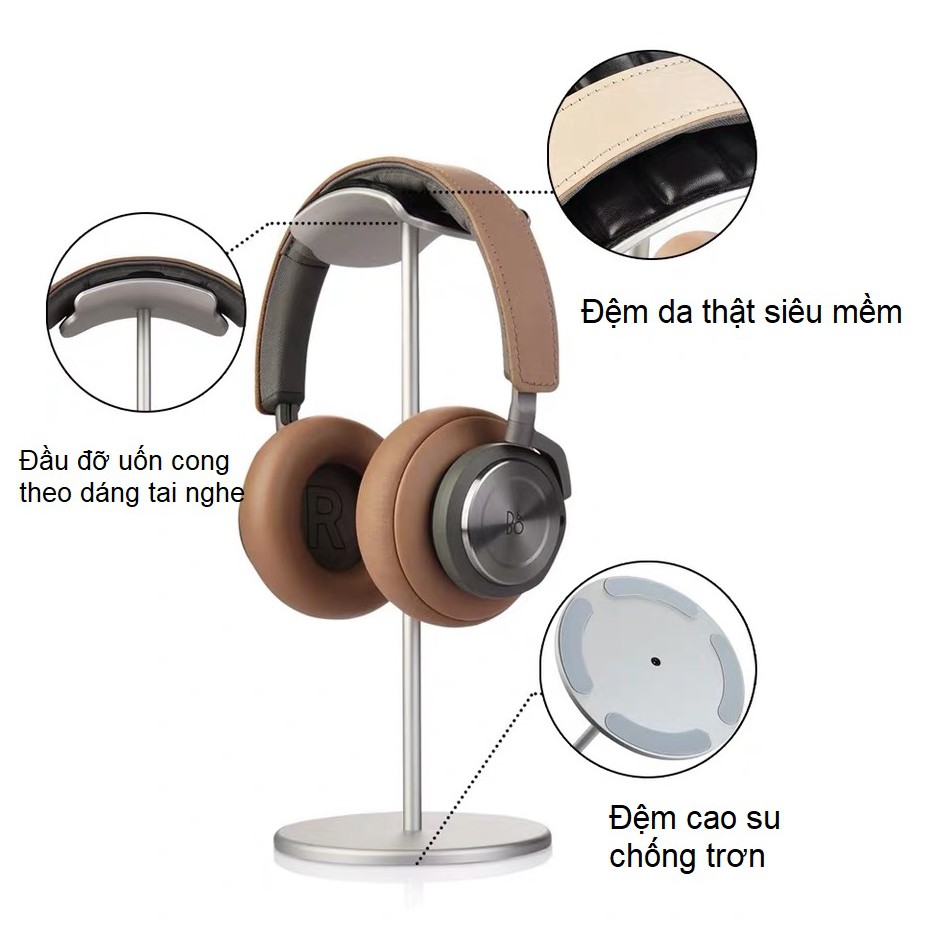 Đệm da thật siêu mềm
Đầu đỡ uốn cong
theo dáng tai nghe
R
B&O
Đệm cao su
chống trơn